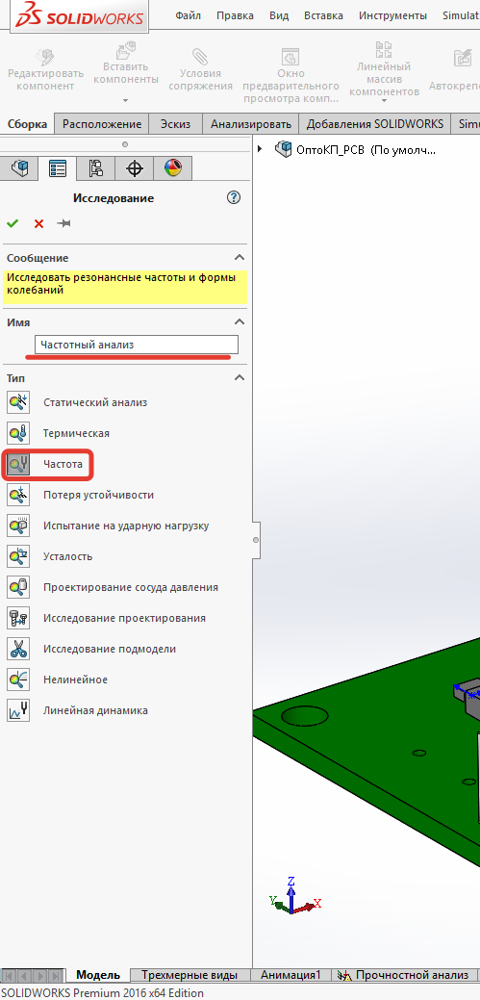 SOLIDWORKS
Файл Правка Вид Вставка Инструменты Simulat
Редактировать компонент
Вставить компоненты
Условия сопряжения
Окно предварительного просмотра комп...
Линейный массив компонентов
Автокрепе
Сборка Расположение Эскиз Анализировать Добавления SOLIDWORKS Simu
ОптоКП_PCB (По умолч...
Исследование
Сообщение
Исследовать резонансные частоты и формы
колебаний
Имя
Частотный анализ
Тип
Статический анализ
Термическая
Частота
Потеря устойчивости
Испытание на ударную нагрузку
Усталость
Проектирование сосуда давления
Исследование проектирования
Исследование подмодели
Нелинейное
Линейная динамика
Z
Y X
Модель Трехмерные виды Анимация1 Прочностной анализ
SOLIDWORKS Premium 2016 x64 Edition